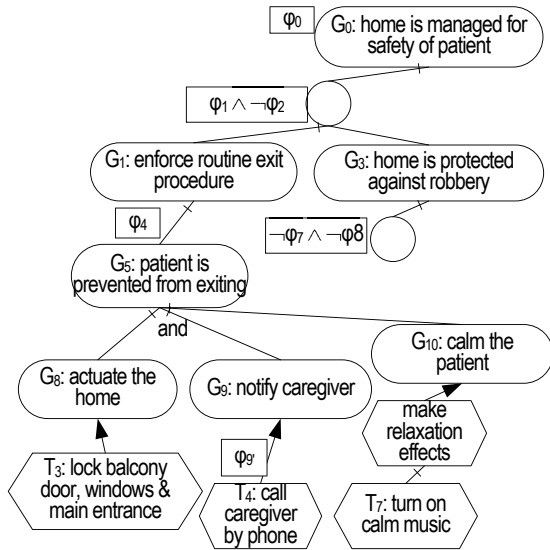 φ₀
G₀: home is managed for
safety of patient
φ₁ ∧ ¬φ₂
G₁: enforce routine exit
procedure
G₃: home is protected
against robbery
φ₄
¬φ₇ ∧ ¬φ8
G₅: patient is
prevented from exiting
and
G₁₀: calm the
patient
G₈: actuate the
home
G₉: notify caregiver
make
relaxation
effects
φ₉'
T₃: lock balcony
door, windows &
main entrance
T₄: call
caregiver
by phone
T₇: turn on
calm music